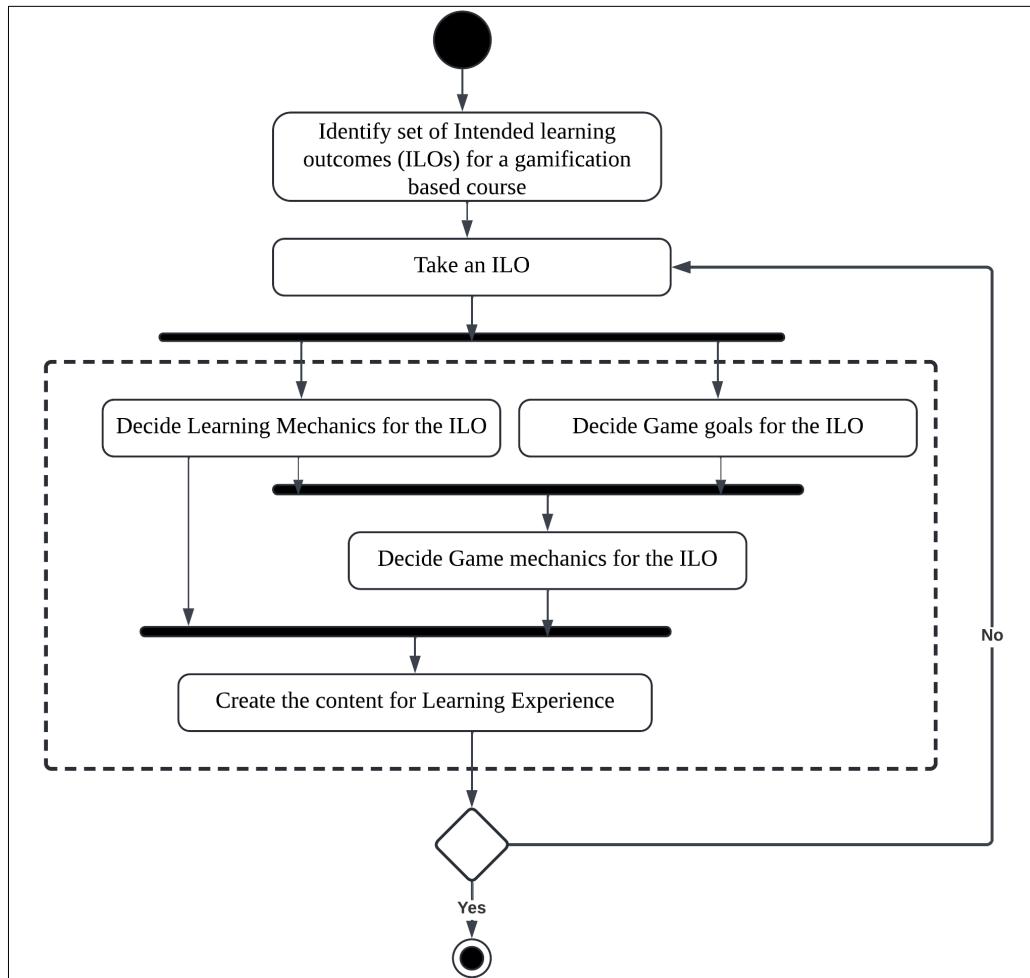 Identify set of Intended learning
outcomes (ILOs) for a gamification
based course
Take an ILO
Decide Learning Mechanics for the ILO
Decide Game goals for the ILO
Decide Game mechanics for the ILO
No
Create the content for Learning Experience
Yes